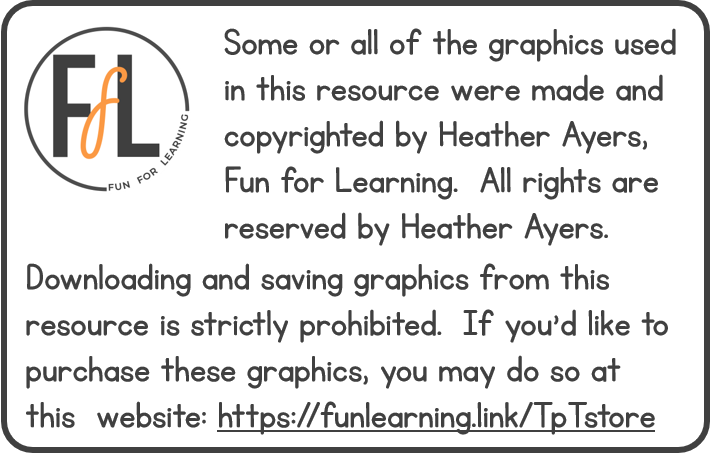 FfL
FUN FOR LEARNING
Some or all of the graphics used
in this resource were made and
copyrighted by Heather Ayers,
Fun for Learning.  All rights are
reserved by Heather Ayers.
Downloading and saving graphics from this
resource is strictly prohibited.  If you'd like to
purchase these graphics, you may do so at
this  website: https://funlearning.link/TpTstore